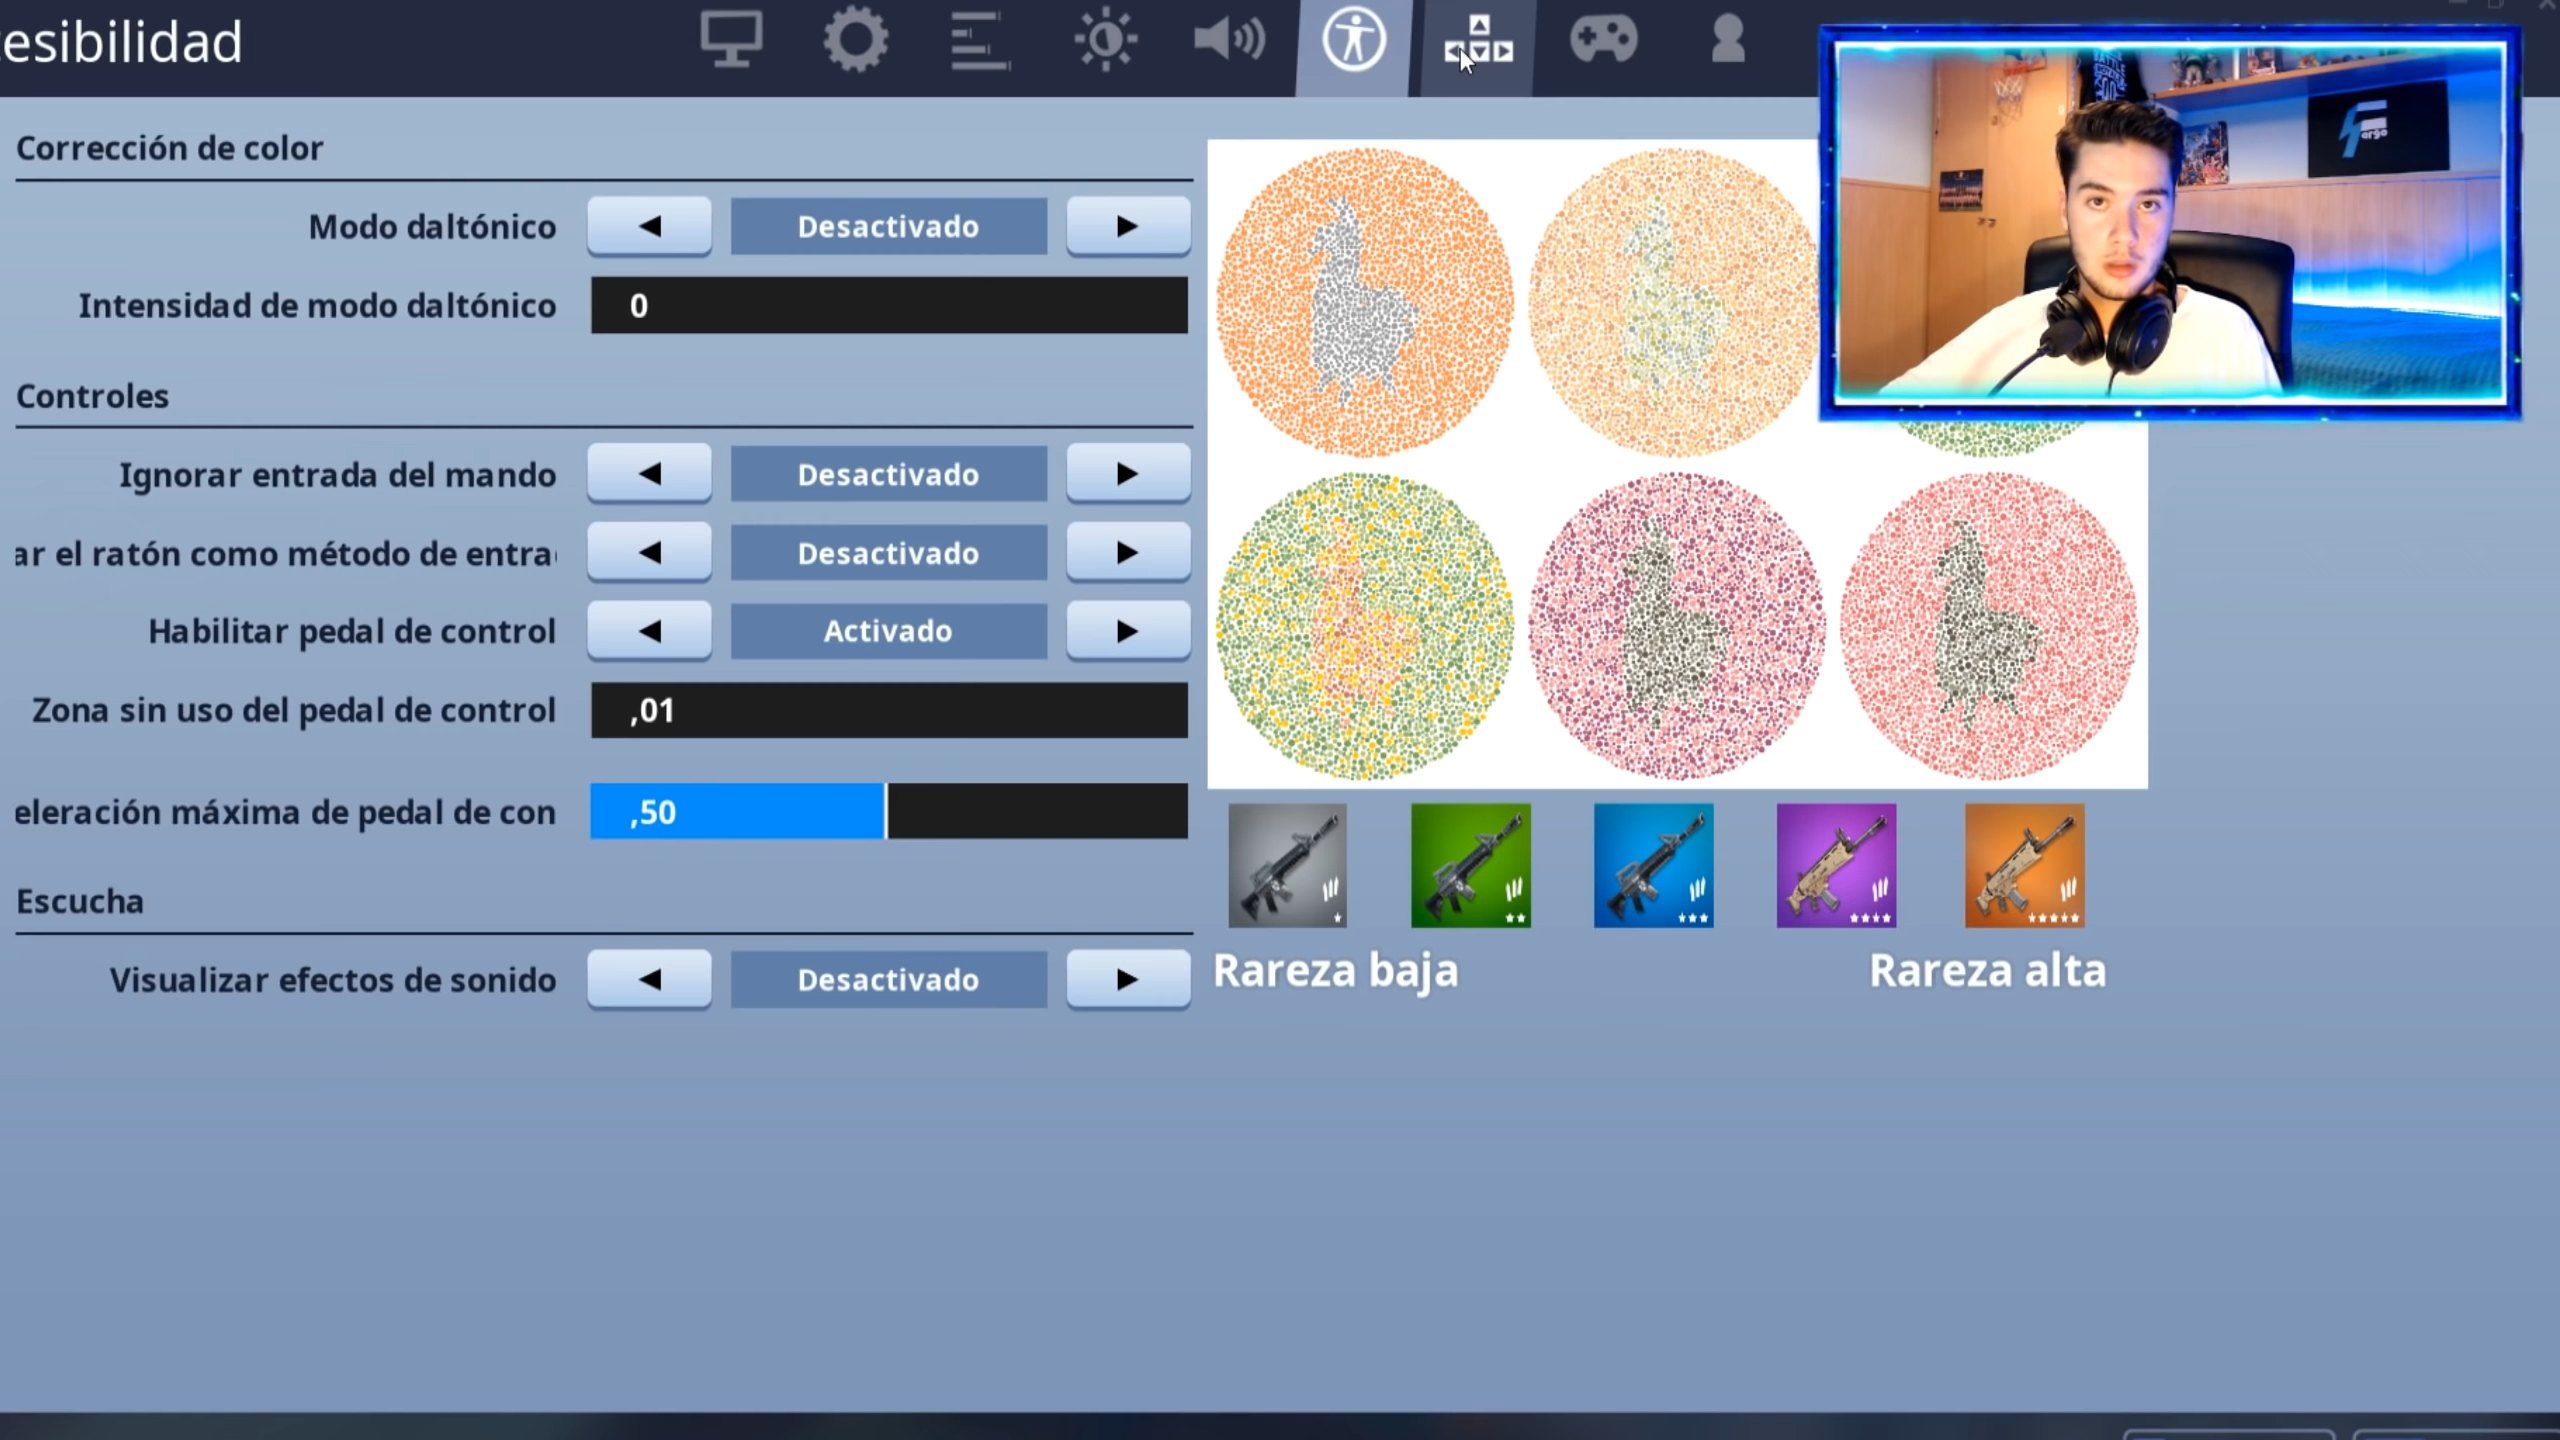 esibilidad
Corrección de color
Modo daltónico
Desactivado
Intensidad de modo daltónico
0
Controles
Ignorar entrada del mando
Desactivado
ar el ratón como método de entra
Desactivado
Habilitar pedal de control
Activado
Zona sin uso del pedal de control
,01
eleración máxima de pedal de con
,50
Escucha
Visualizar efectos de sonido
Desactivado
Rareza baja
Rareza alta